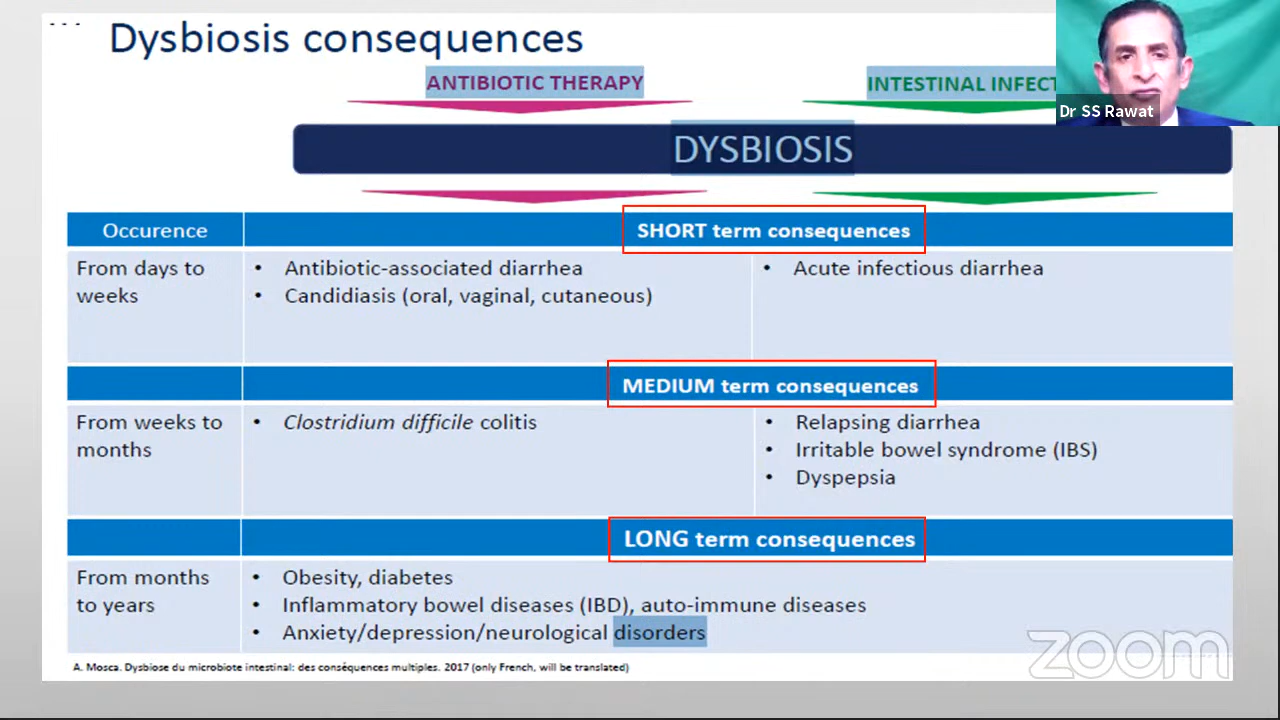 Dysbiosis consequences
ANTIBIOTIC THERAPY
INTESTINAL INFECT
Dr SS Rawat
DYSBIOSIS
Occurence
SHORT term consequences
From days to
weeks
• Antibiotic-associated diarrhea
• Candidiasis (oral, vaginal, cutaneous)
• Acute infectious diarrhea
MEDIUM term consequences
From weeks to
months
• Clostridium difficile colitis
• Relapsing diarrhea
• Irritable bowel syndrome (IBS)
• Dyspepsia
LONG term consequences
From months
to years
• Obesity, diabetes
• Inflammatory bowel diseases (IBD), auto-immune diseases
• Anxiety/depression/neurological disorders
zoom
A. Mosca. Dysbiose du microbiote intestinal: des conséquences multiples. 2017 (only French, will be translated)